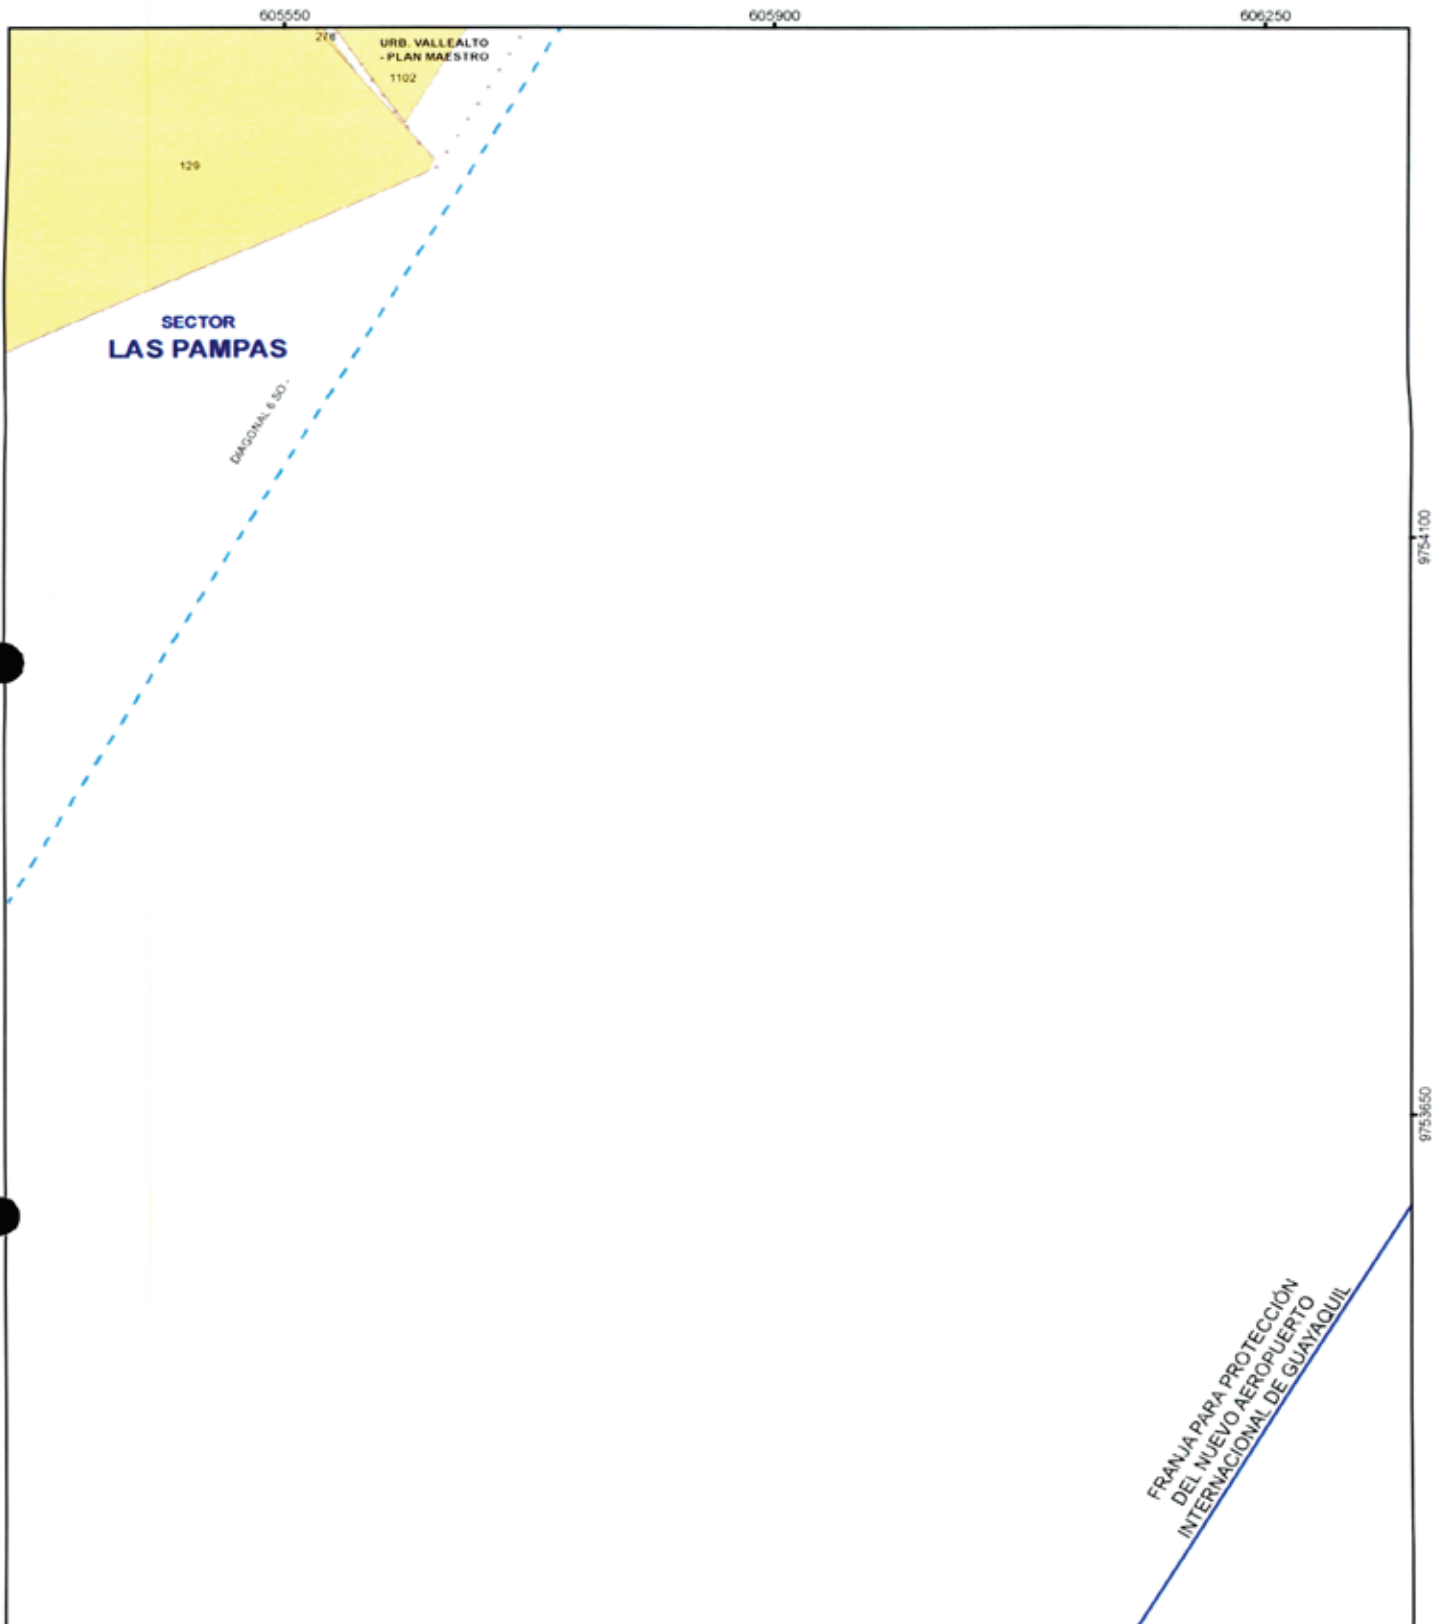 605550
605900
606250
276
URB. VALLEALTO
- PLAN MAESTRO
1102
129
SECTOR
LAS PAMPAS
DIAGONAL 6 SO -
9754100
9753650
FRANJA PARA PROTECCIÓN
DEL NUEVO AEROPUERTO
INTERNACIONAL DE GUAYAQUIL